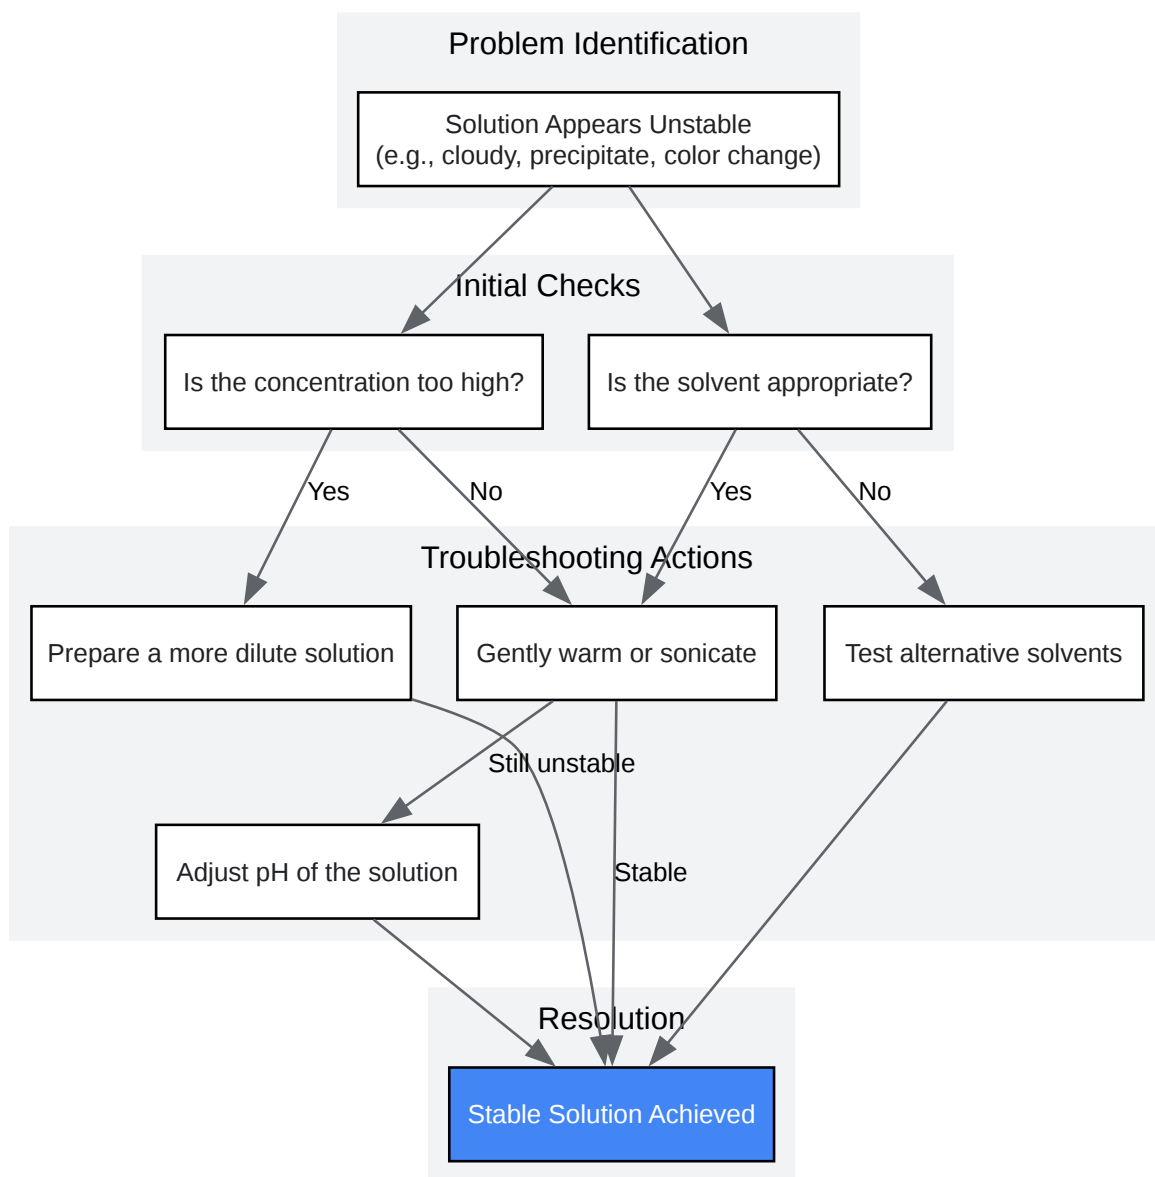 Problem Identification
Solution Appears Unstable
(e.g., cloudy, precipitate, color change)
Initial Checks
Is the concentration too high?
Is the solvent appropriate?
Yes
No
Yes
No
Troubleshooting Actions
Prepare a more dilute solution
Gently warm or sonicate
Test alternative solvents
Still unstable
Adjust pH of the solution
Stable
Resolution
Stable Solution Achieved